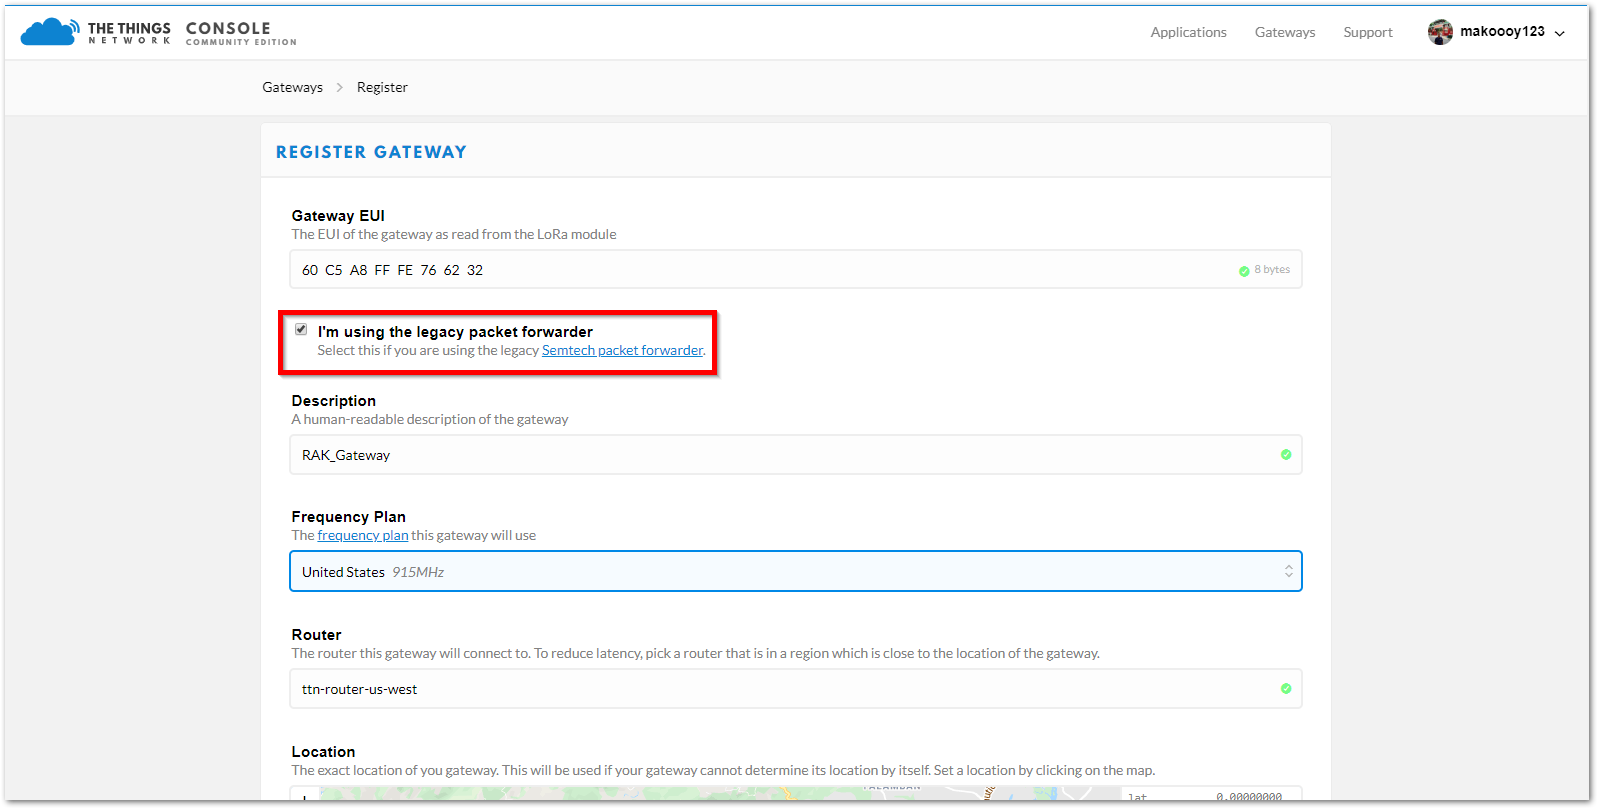 THE THINGS
NETWORK
CONSOLE
COMMUNITY EDITION
Applications
Gateways
Support
makoooy123
Gateways
Register
REGISTER GATEWAY
Gateway EUI
The EUI of the gateway as read from the LoRa module
60 C5 A8 FF FE 76 62 32
8 bytes
I'm using the legacy packet forwarder
Select this if you are using the legacy Semtech packet forwarder.
Description
A human-readable description of the gateway
RAK_Gateway
Frequency Plan
The frequency plan this gateway will use
United States 915MHz
Router
The router this gateway will connect to. To reduce latency, pick a router that is in a region which is close to the location of the gateway.
ttn-router-us-west
Location
The exact location of you gateway. This will be used if your gateway cannot determine its location by itself. Set a location by clicking on the map.
lat 0.00000000